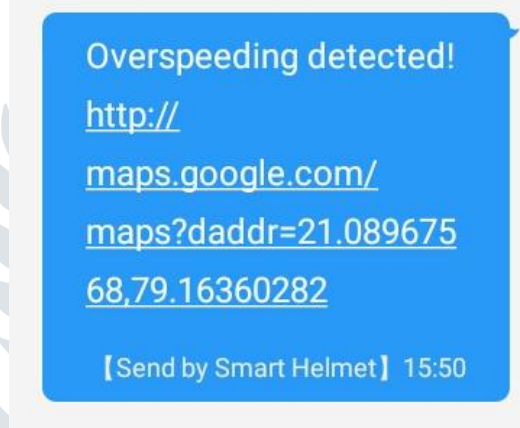 Overspeeding detected!
http://
maps.google.com/
maps?daddr=21.089675
68,79.16360282
【Send by Smart Helmet】 15:50